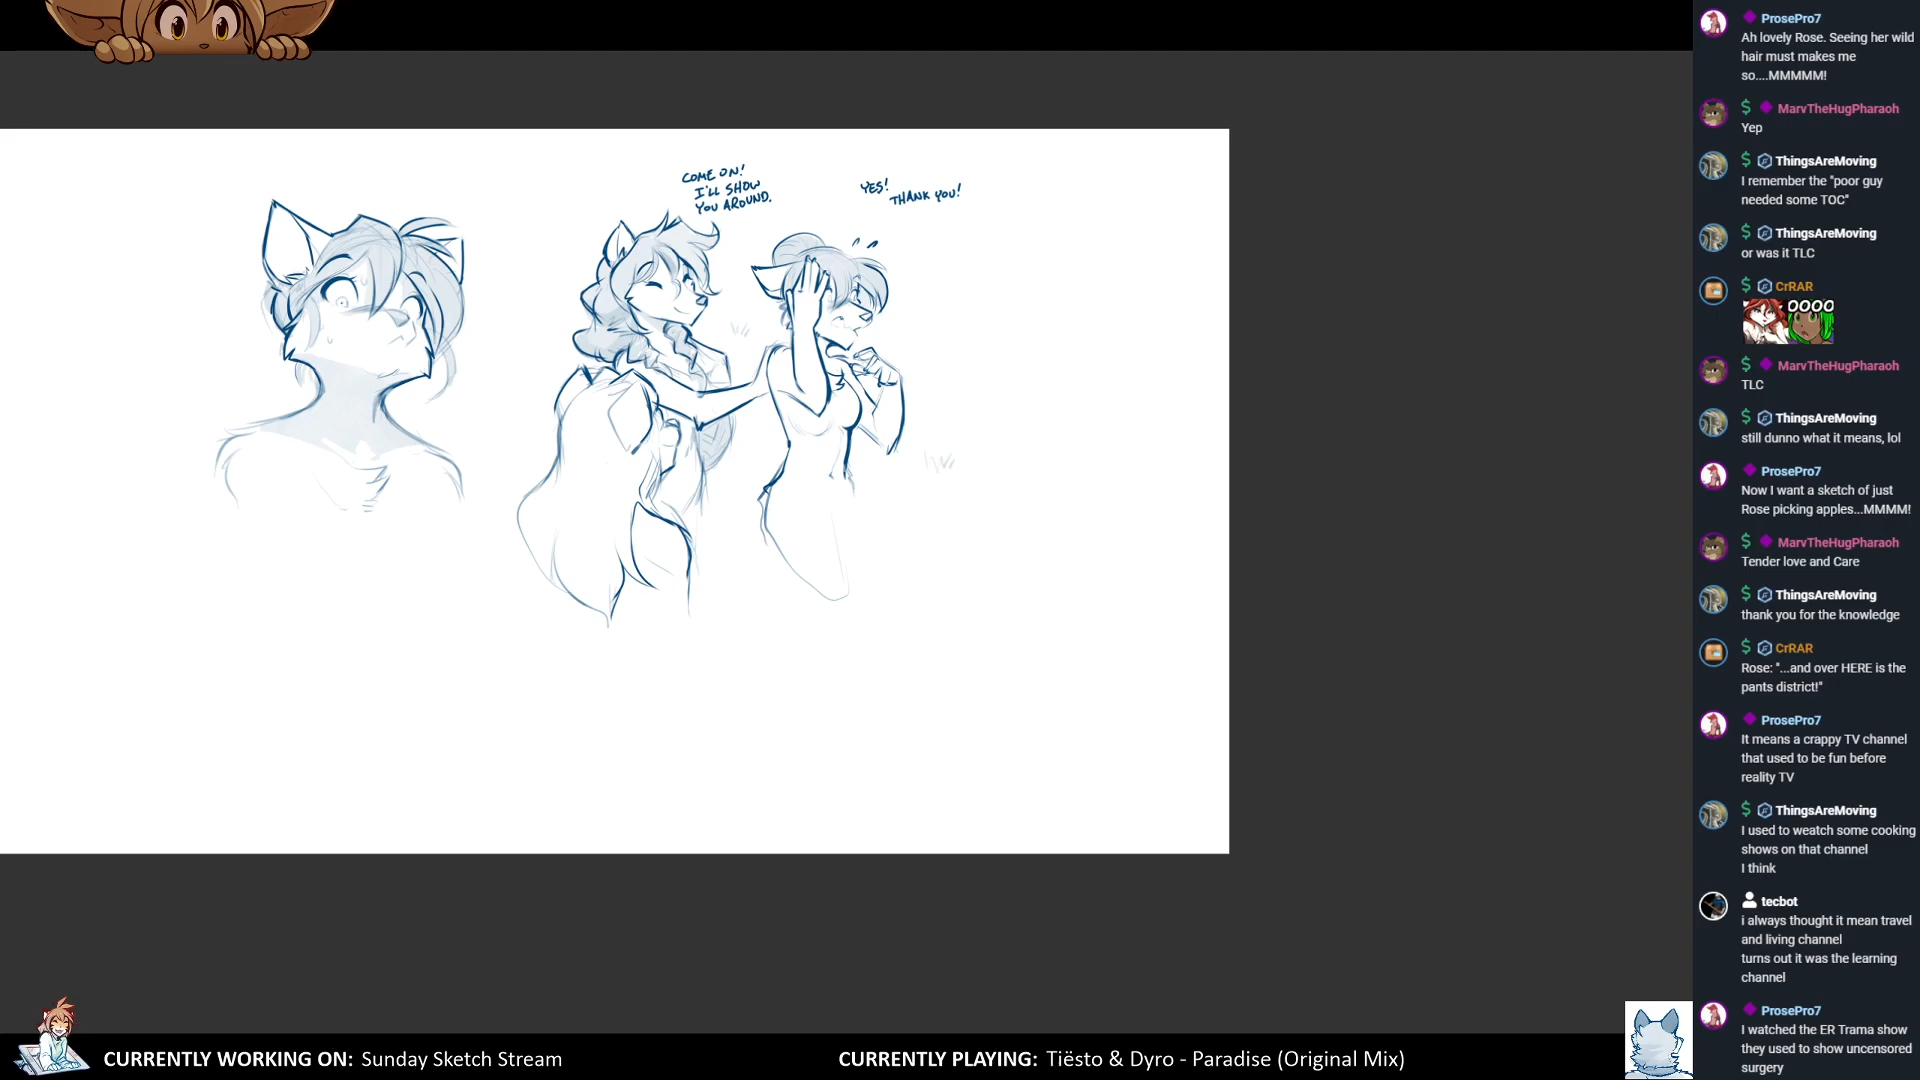 COME ON!
I'LL SHOW
YOU AROUND.
YES!
THANK YOU!
ProsePro7
Ah lovely Rose. Seeing her wild
hair must makes me
so....MMMMM!
$ MarvTheHugPharaoh
Yep
$ ThingsAreMoving
I remember the "poor guy
needed some TOC"
$ ThingsAreMoving
or was it TLC
$ CrRAR
OOOO
$ MarvTheHugPharaoh
TLC
$ ThingsAreMoving
still dunno what it means, lol
ProsePro7
Now I want a sketch of just
Rose picking apples...MMMM!
$ MarvTheHugPharaoh
Tender love and Care
$ ThingsAreMoving
thank you for the knowledge
$ CrRAR
Rose: "...and over HERE is the
pants district!"
ProsePro7
It means a crappy TV channel
that used to be fun before
reality TV
$ ThingsAreMoving
I used to weatch some cooking
shows on that channel
I think
tecbot
i always thought it mean travel
and living channel
turns out it was the learning
channel
ProsePro7
I watched the ER Trama show
they used to show uncensored
surgery
CURRENTLY WORKING ON: Sunday Sketch Stream
CURRENTLY PLAYING: Tiësto & Dyro - Paradise (Original Mix)